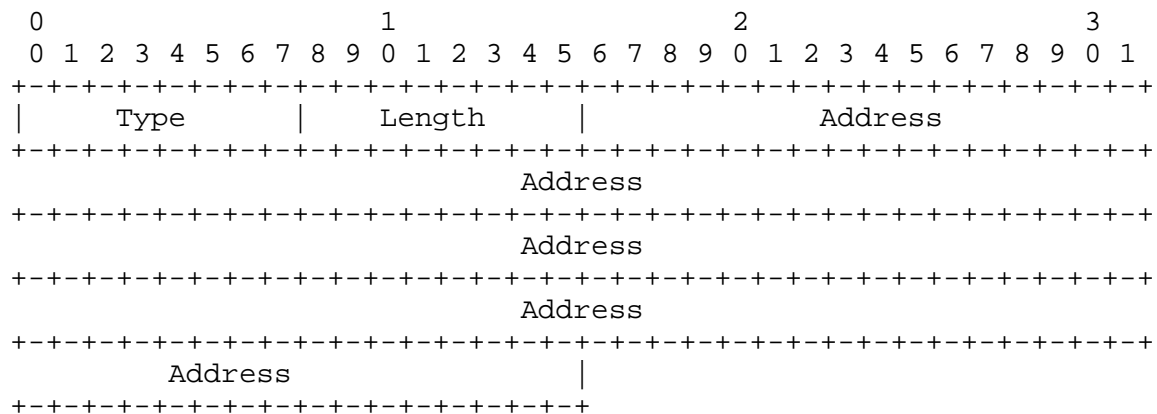 0                   1                   2                   3
 0 1 2 3 4 5 6 7 8 9 0 1 2 3 4 5 6 7 8 9 0 1 2 3 4 5 6 7 8 9 0 1
+-+-+-+-+-+-+-+-+-+-+-+-+-+-+-+-+-+-+-+-+-+-+-+-+-+-+-+-+-+-+-+-+
|     Type      |    Length     |             Address
+-+-+-+-+-+-+-+-+-+-+-+-+-+-+-+-+-+-+-+-+-+-+-+-+-+-+-+-+-+-+-+-+
                             Address
+-+-+-+-+-+-+-+-+-+-+-+-+-+-+-+-+-+-+-+-+-+-+-+-+-+-+-+-+-+-+-+-+
                             Address
+-+-+-+-+-+-+-+-+-+-+-+-+-+-+-+-+-+-+-+-+-+-+-+-+-+-+-+-+-+-+-+-+
                             Address
+-+-+-+-+-+-+-+-+-+-+-+-+-+-+-+-+-+-+-+-+-+-+-+-+-+-+-+-+-+-+-+-+
         Address                |
+-+-+-+-+-+-+-+-+-+-+-+-+-+-+-+-+